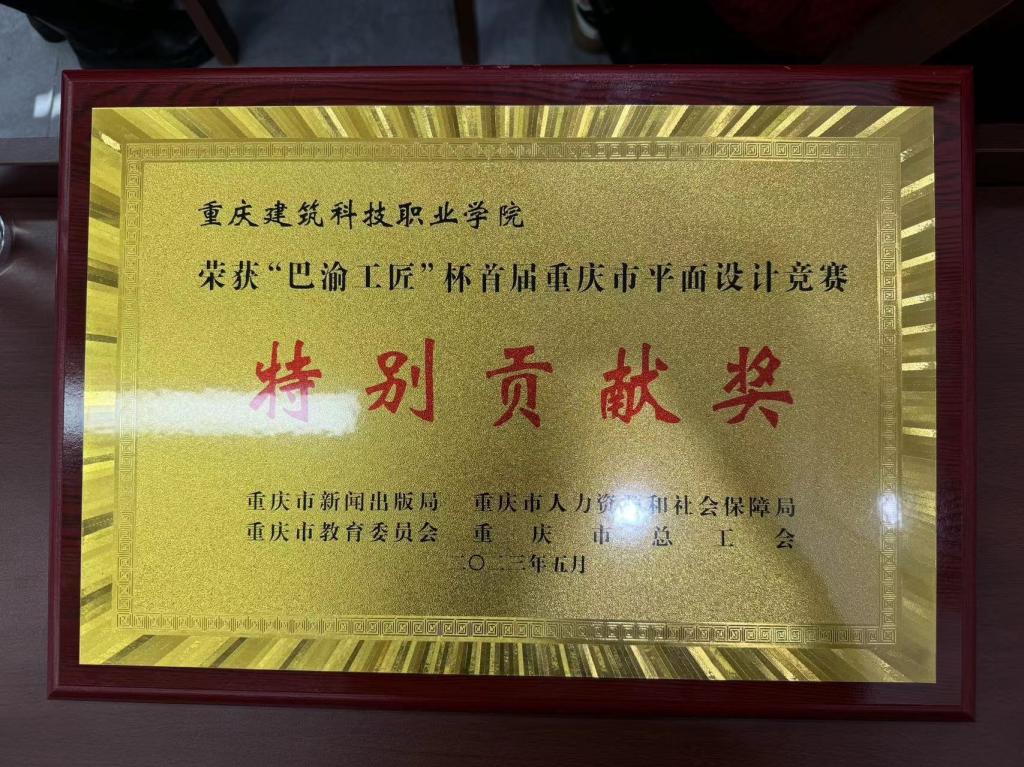 重庆建筑科技职业学院
荣获“巴渝工匠”杯首届重庆市平面设计竞赛
特别贡献奖
重庆市新闻出版局 重庆市人力资源和社会保障局
重庆市教育委员会 重庆市总工会
二〇二三年五月